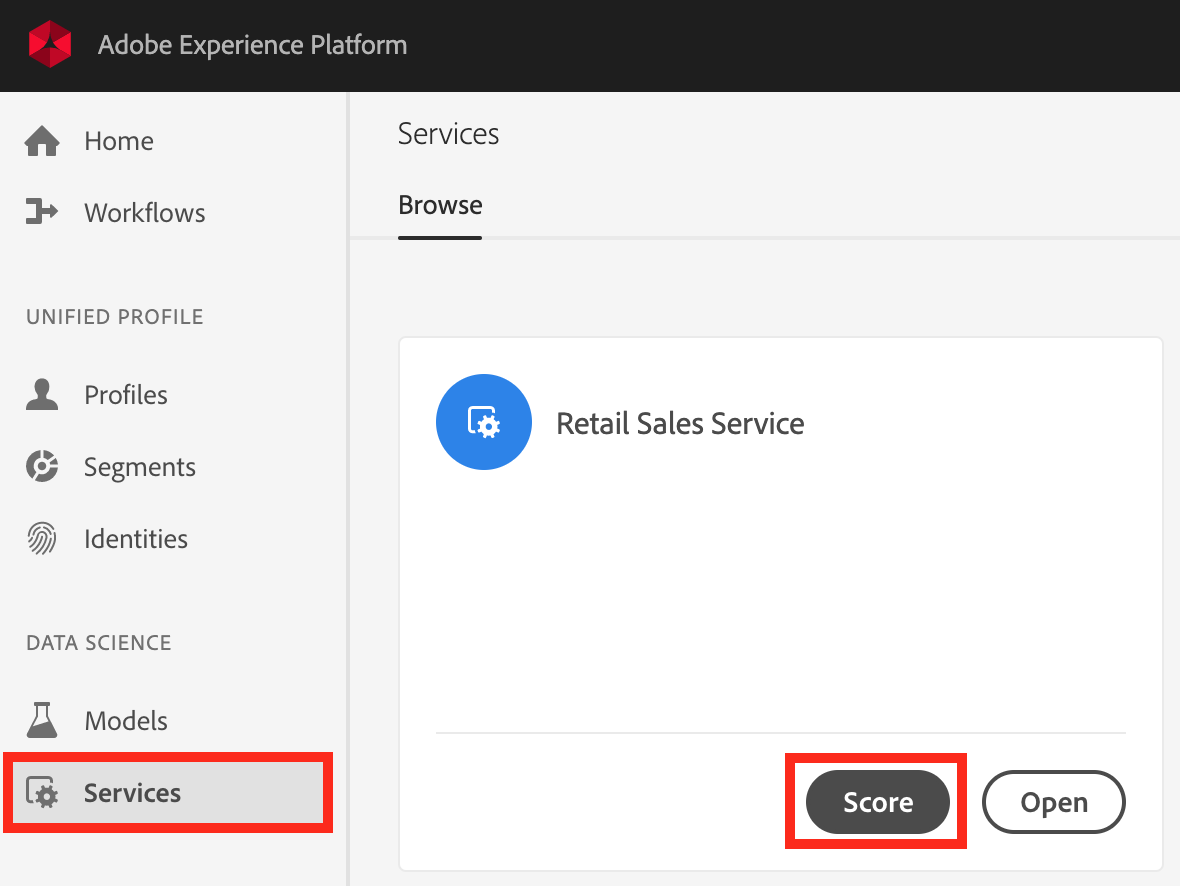 Adobe Experience Platform
Home
Workflows
UNIFIED PROFILE
Profiles
Segments
Identities
DATA SCIENCE
Models
Services
Services
Browse
Retail Sales Service
Score
Open